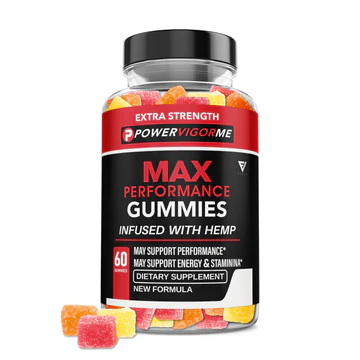 EXTRA STRENGTH
POWERVIGORME
MAX
PERFORMANCE
GUMMIES
INFUSED WITH HEMP
60
GUMMIES
MAY SUPPORT PERFORMANCE*
MAY SUPPORT ENERGY & STAMININA*
DIETARY SUPPLEMENT
NEW FORMULA